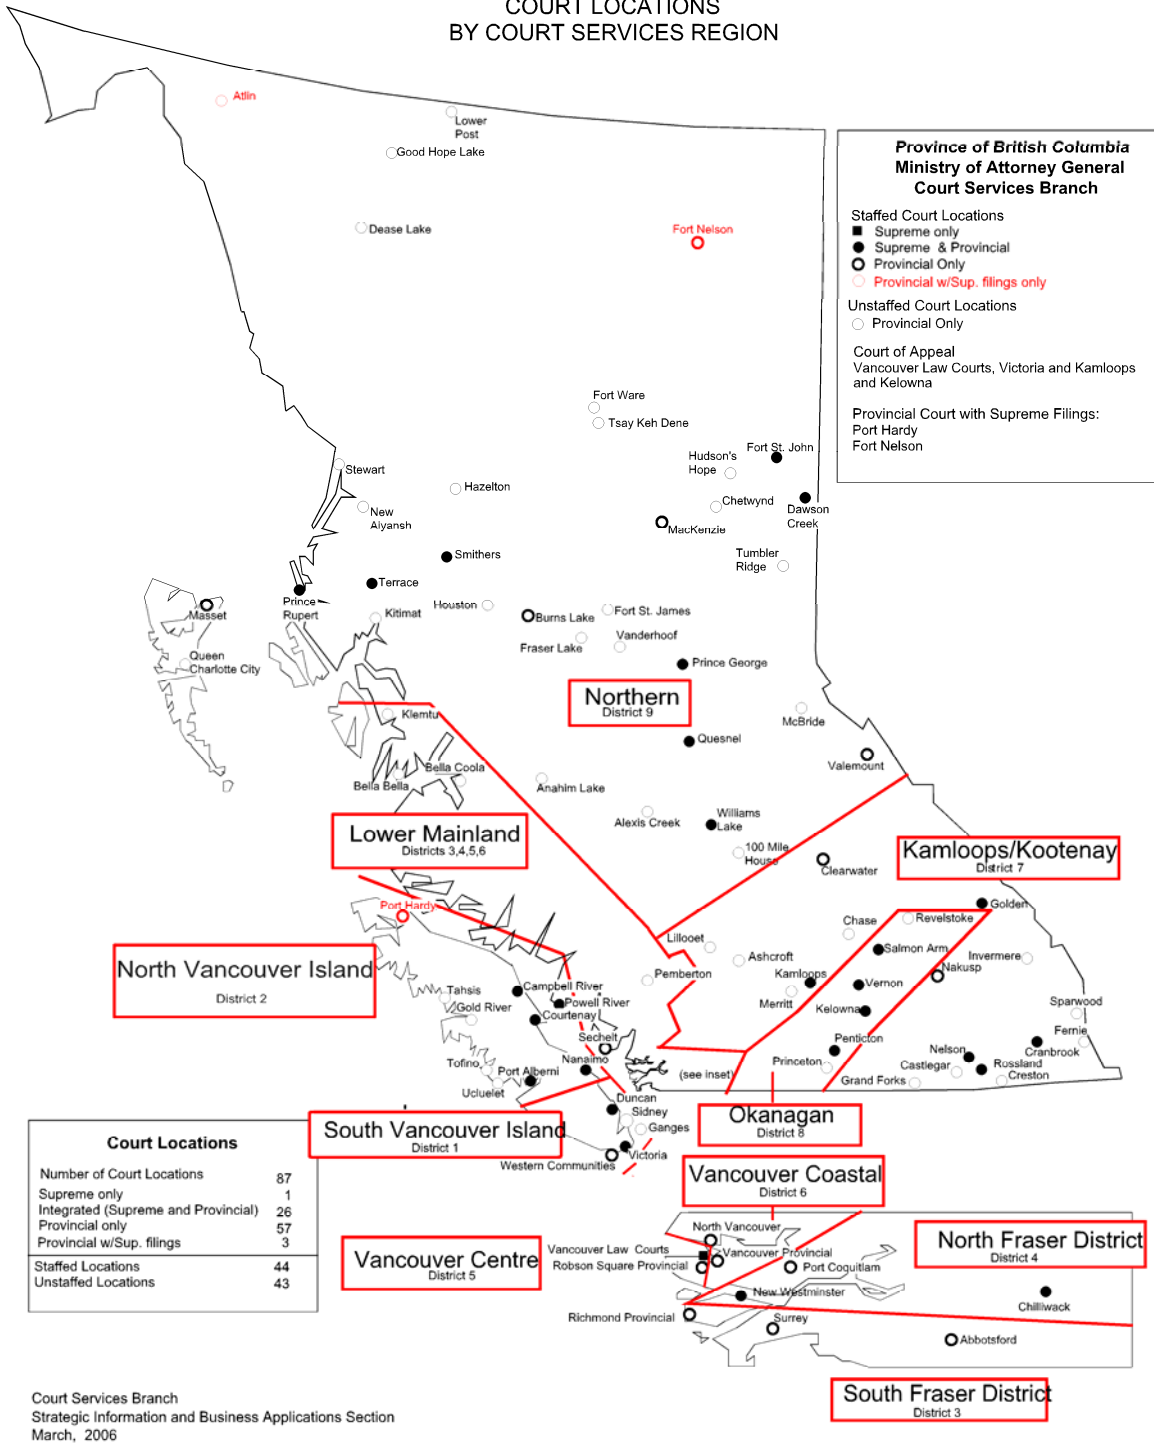 COURT LOCATIONS
BY COURT SERVICES REGION
Atlin
Lower
Post
Good Hope Lake
Dease Lake
Fort Nelson
Province of British Columbia
Ministry of Attorney General
Court Services Branch
Staffed Court Locations
Supreme only
Supreme & Provincial
Provincial Only
Provincial w/Sup. filings only
Unstaffed Court Locations
Provincial Only
Court of Appeal
Vancouver Law Courts, Victoria and Kamloops
and Kelowna
Provincial Court with Supreme Filings:
Port Hardy
Fort Nelson
Fort Ware
Tsay Keh Dene
Fort St. John
Hudson's
Hope
Stewart
Hazelton
Chetwynd
New
Aiyansh
Dawson
Creek
MacKenzie
Smithers
Tumbler
Ridge
Terrace
Prince
Rupert
Masset
Kitimat
Houston
Burns Lake
Fort St. James
Fraser Lake
Vanderhoof
Queen
Charlotte City
Prince George
Northern
District 9
Klemtu
McBride
Quesnel
Valemount
Bella Coola
Bella Bella
Anahim Lake
Lower Mainland
Districts 3,4,5,6
Alexis Creek
Williams
Lake
100 Mile
House
Clearwater
Kamloops/Kootenay
District 7
Port Hardy
Golden
Chase
Revelstoke
Lillooet
Salmon Arm
Ashcroft
Invermere
North Vancouver Island
District 2
Pemberton
Kamloops
Nakusp
Vernon
Merritt
Tahsis
Campbell River
Gold River
Powell River
Courtenay
Kelowna
Sparwood
Fernie
Sechelt
Penticton
Nelson
Cranbrook
Tofino
Nanaimo
Port Alberni
Princeton
Castlegar
Rossland
Creston
(see inset)
Grand Forks
Ucluelet
Duncan
Sidney
Ganges
South Vancouver Island
District 1
Okanagan
District 8
Victoria
Western Communities
Court Locations
Number of Court Locations 87
Supreme only 1
Integrated (Supreme and Provincial) 26
Provincial only 57
Provincial w/Sup. filings 3
Staffed Locations 44
Unstaffed Locations 43
Vancouver Coastal
District 6
North Vancouver
Vancouver Law Courts
Vancouver Provincial
Robson Square Provincial
Port Coquitlam
North Fraser District
District 4
Vancouver Centre
District 5
New Westminster
Chilliwack
Richmond Provincial
Surrey
Abbotsford
South Fraser District
District 3
Court Services Branch
Strategic Information and Business Applications Section
March, 2006